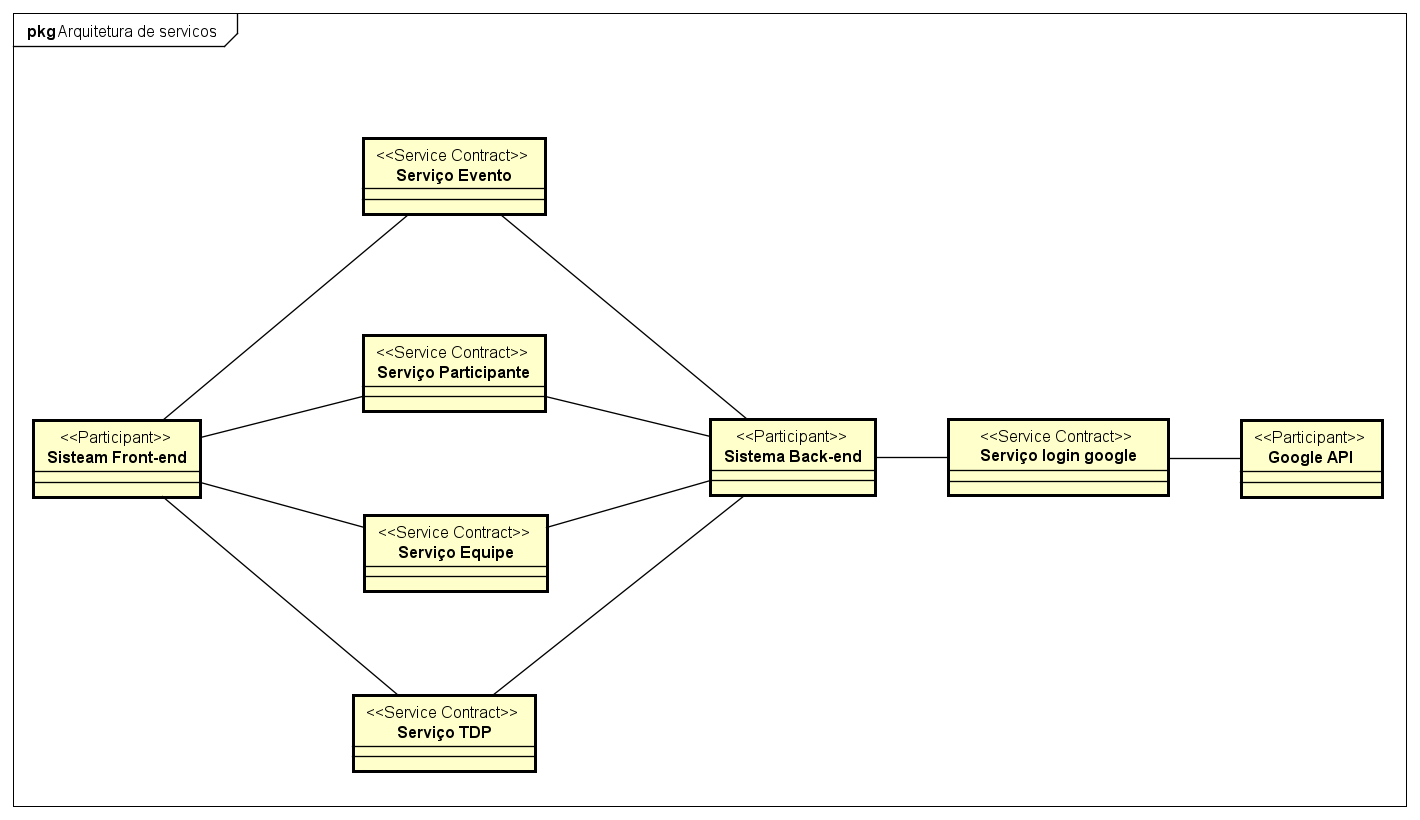 pkg Arquitetura de servicos
<<Service Contract>>
Serviço Evento
<<Service Contract>>
Serviço Participante
<<Participant>>
Sisteam Front-end
<<Participant>>
Sistema Back-end
<<Service Contract>>
Serviço login google
<<Participant>>
Google API
<<Service Contract>>
Serviço Equipe
<<Service Contract>>
Serviço TDP